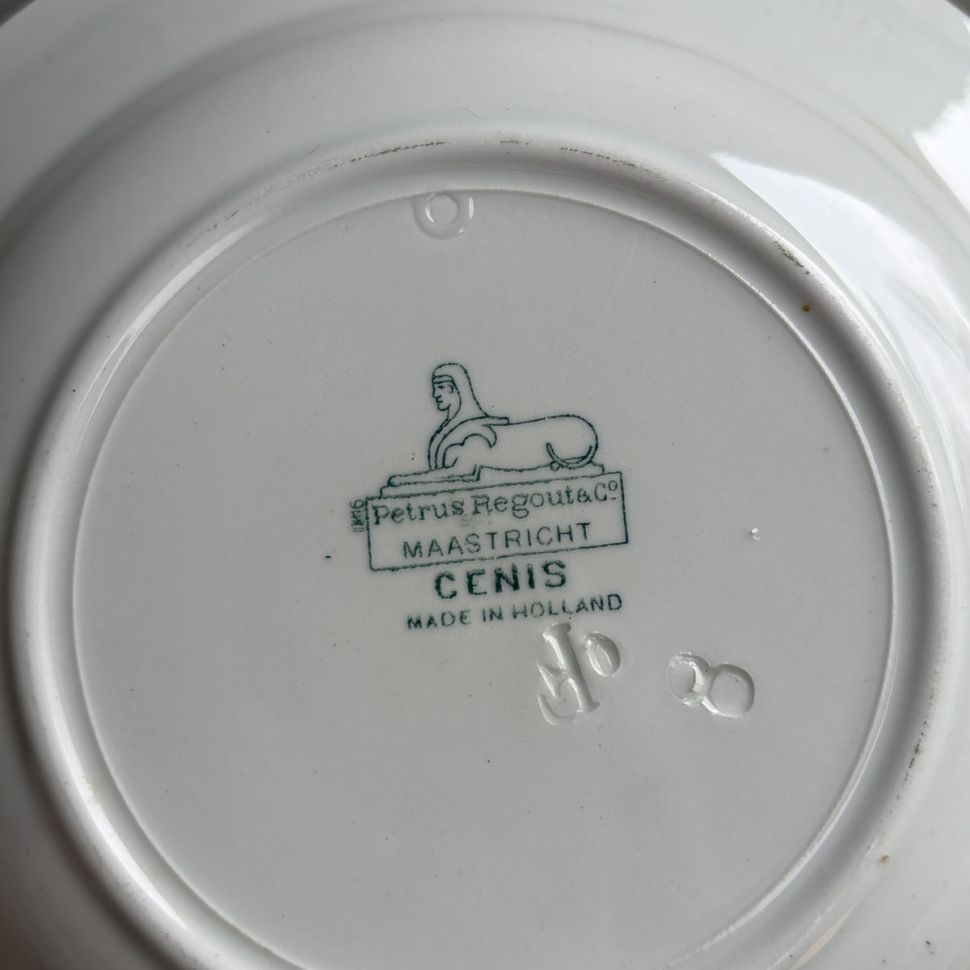 Petrus Regout & Cº
MAASTRICHT
CENIS
MADE IN HOLLAND